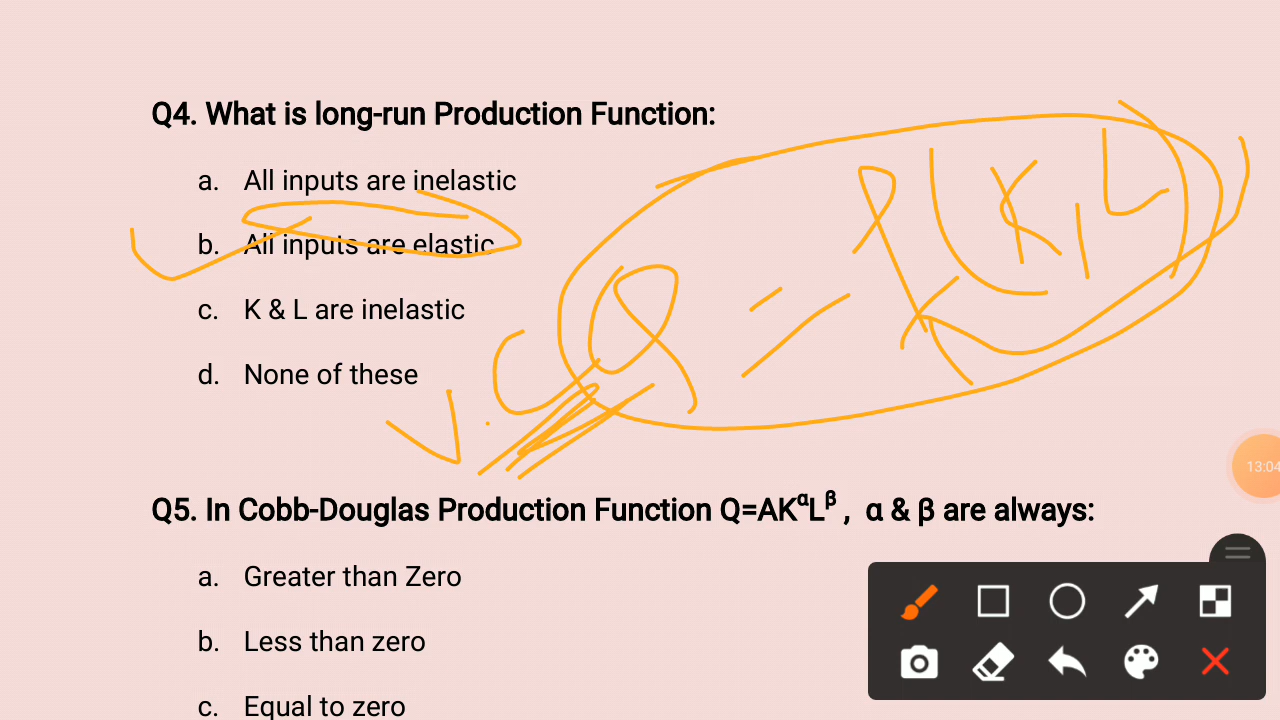 Q4. What is long-run Production Function:
a. All inputs are inelastic
b. All inputs are elastic
c. K & L are inelastic
d. None of these
Q = f(K, L)
V.C
Q5. In Cobb-Douglas Production Function Q=AKᵅLᵝ , α & β are always:
a. Greater than Zero
b. Less than zero
c. Equal to zero
13:04